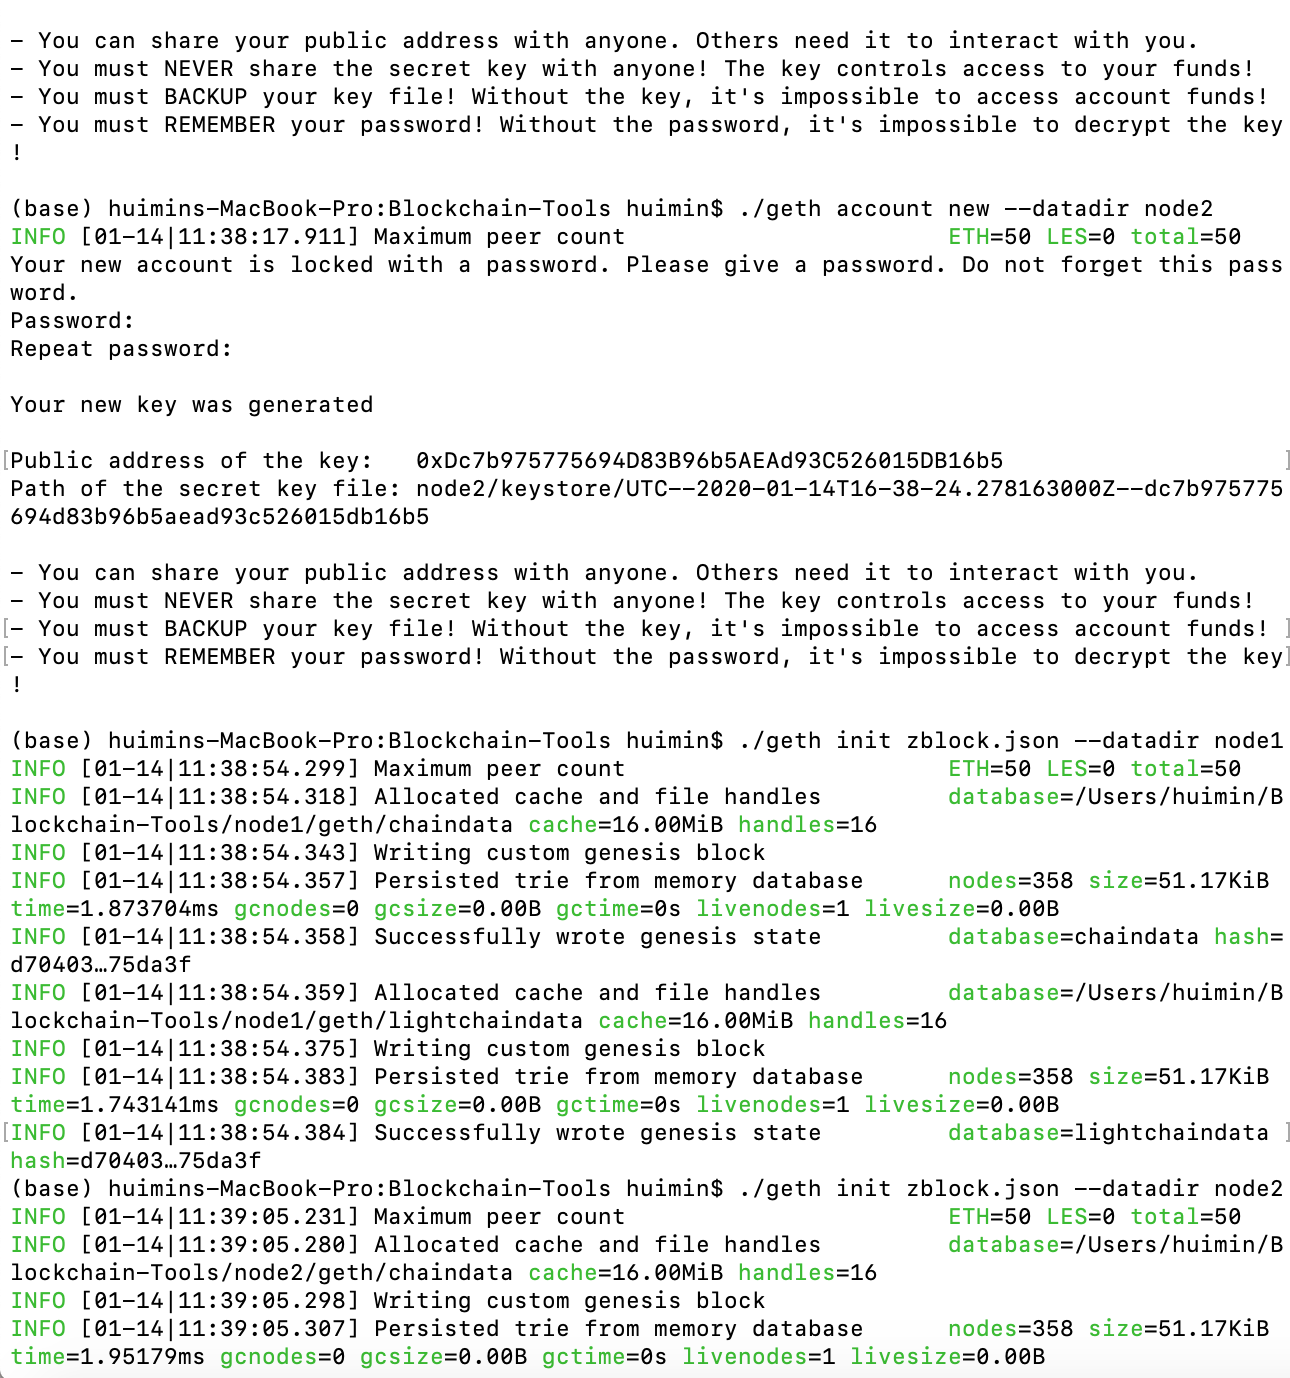 - You can share your public address with anyone. Others need it to interact with you.
- You must NEVER share the secret key with anyone! The key controls access to your funds!
- You must BACKUP your key file! Without the key, it's impossible to access account funds!
- You must REMEMBER your password! Without the password, it's impossible to decrypt the key
!
(base) huimins-MacBook-Pro:Blockchain-Tools huimin$ ./geth account new --datadir node2
INFO [01-14|11:38:17.911] Maximum peer count ETH=50 LES=0 total=50
Your new account is locked with a password. Please give a password. Do not forget this pass
word.
Password:
Repeat password:
Your new key was generated
[Public address of the key: 0xDc7b975775694D83B96b5AEAd93C526015DB16b5 ]
Path of the secret key file: node2/keystore/UTC--2020-01-14T16-38-24.278163000Z--dc7b975775
694d83b96b5aead93c526015db16b5
- You can share your public address with anyone. Others need it to interact with you.
- You must NEVER share the secret key with anyone! The key controls access to your funds!
[- You must BACKUP your key file! Without the key, it's impossible to access account funds! ]
[- You must REMEMBER your password! Without the password, it's impossible to decrypt the key]
!
(base) huimins-MacBook-Pro:Blockchain-Tools huimin$ ./geth init zblock.json --datadir node1
INFO [01-14|11:38:54.299] Maximum peer count ETH=50 LES=0 total=50
INFO [01-14|11:38:54.318] Allocated cache and file handles database=/Users/huimin/B
lockchain-Tools/node1/geth/chaindata cache=16.00MiB handles=16
INFO [01-14|11:38:54.343] Writing custom genesis block
INFO [01-14|11:38:54.357] Persisted trie from memory database nodes=358 size=51.17KiB
time=1.873704ms gcnodes=0 gcsize=0.00B gctime=0s livenodes=1 livesize=0.00B
INFO [01-14|11:38:54.358] Successfully wrote genesis state database=chaindata hash=
d70403…75da3f
INFO [01-14|11:38:54.359] Allocated cache and file handles database=/Users/huimin/B
lockchain-Tools/node1/geth/lightchaindata cache=16.00MiB handles=16
INFO [01-14|11:38:54.375] Writing custom genesis block
INFO [01-14|11:38:54.383] Persisted trie from memory database nodes=358 size=51.17KiB
time=1.743141ms gcnodes=0 gcsize=0.00B gctime=0s livenodes=1 livesize=0.00B
[INFO [01-14|11:38:54.384] Successfully wrote genesis state database=lightchaindata ]
hash=d70403…75da3f
(base) huimins-MacBook-Pro:Blockchain-Tools huimin$ ./geth init zblock.json --datadir node2
INFO [01-14|11:39:05.231] Maximum peer count ETH=50 LES=0 total=50
INFO [01-14|11:39:05.280] Allocated cache and file handles database=/Users/huimin/B
lockchain-Tools/node2/geth/chaindata cache=16.00MiB handles=16
INFO [01-14|11:39:05.298] Writing custom genesis block
INFO [01-14|11:39:05.307] Persisted trie from memory database nodes=358 size=51.17KiB
time=1.95179ms gcnodes=0 gcsize=0.00B gctime=0s livenodes=1 livesize=0.00B